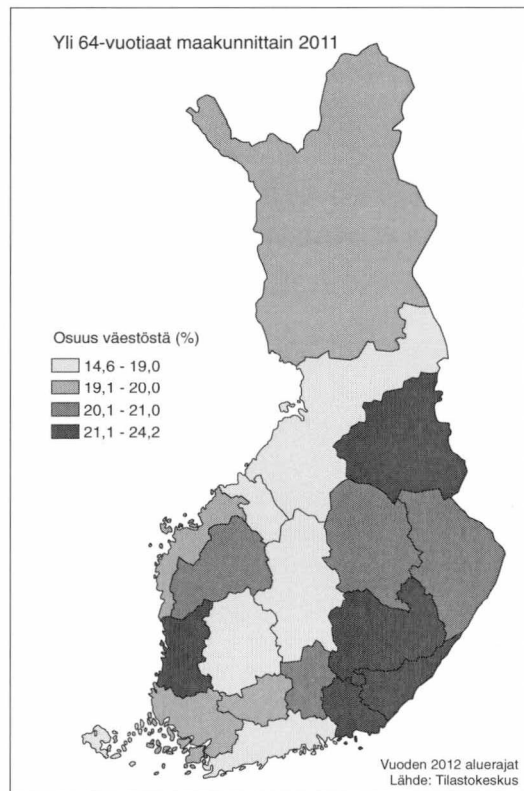 Yli 64-vuotiaat maakunnittain 2011
Osuus väestöstä (%)
14,6 - 19,0
19,1 - 20,0
20,1 - 21,0
21,1 - 24,2
Vuoden 2012 aluerajat
Lähde: Tilastokeskus